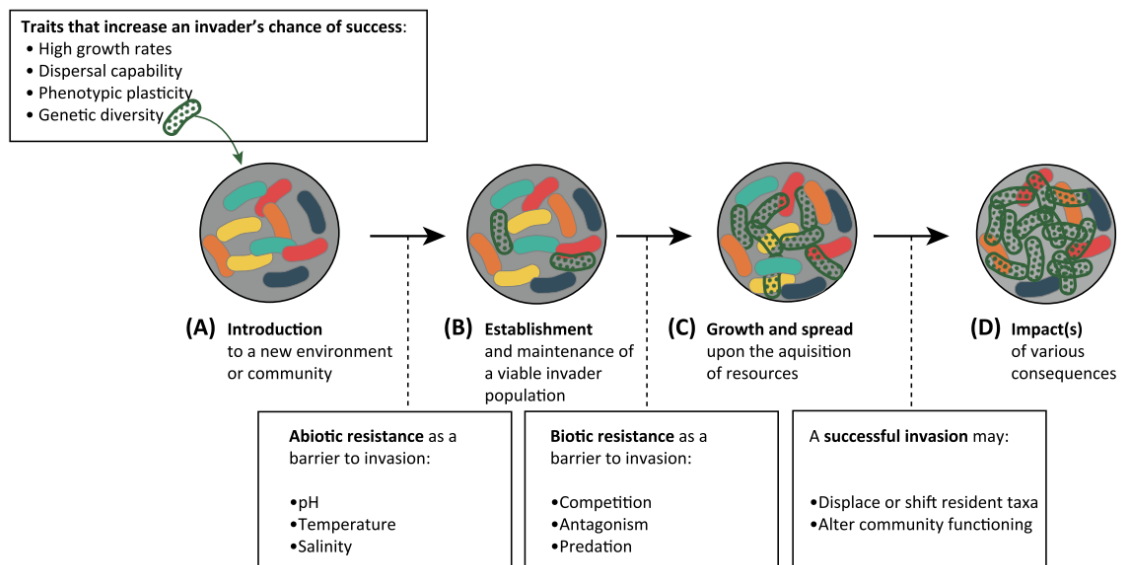 Traits that increase an invader's chance of success:
• High growth rates
• Dispersal capability
• Phenotypic plasticity
• Genetic diversity
(A) Introduction
to a new environment
or community
(B) Establishment
and maintenance of
a viable invader
population
(C) Growth and spread
upon the aquisition
of resources
(D) Impact(s)
of various
consequences
Abiotic resistance as a
barrier to invasion:
•pH
•Temperature
•Salinity
Biotic resistance as a
barrier to invasion:
•Competition
•Antagonism
•Predation
A successful invasion may:
•Displace or shift resident taxa
•Alter community functioning